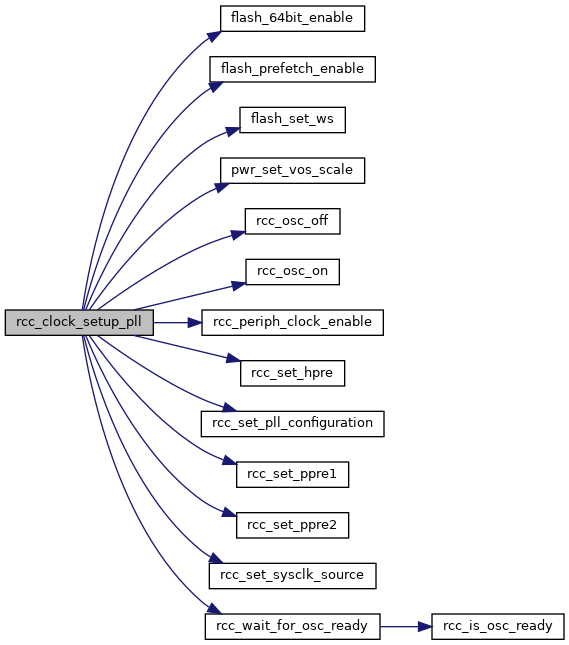 flash_64bit_enable
flash_prefetch_enable
flash_set_ws
pwr_set_vos_scale
rcc_osc_off
rcc_osc_on
rcc_clock_setup_pll
rcc_periph_clock_enable
rcc_set_hpre
rcc_set_pll_configuration
rcc_set_ppre1
rcc_set_ppre2
rcc_set_sysclk_source
rcc_wait_for_osc_ready
rcc_is_osc_ready